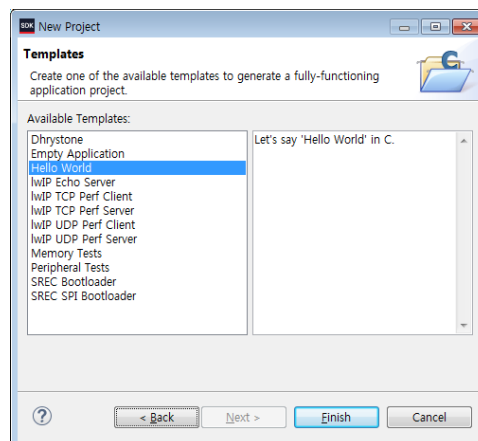 SDK New Project
Templates
Create one of the available templates to generate a fully-functioning
application project.
Available Templates:
Dhrystone
Empty Application
Hello World
lwIP Echo Server
lwIP TCP Perf Client
lwIP TCP Perf Server
lwIP UDP Perf Client
lwIP UDP Perf Server
Memory Tests
Peripheral Tests
SREC Bootloader
SREC SPI Bootloader
Let's say 'Hello World' in C.
? < Back Next > Finish Cancel